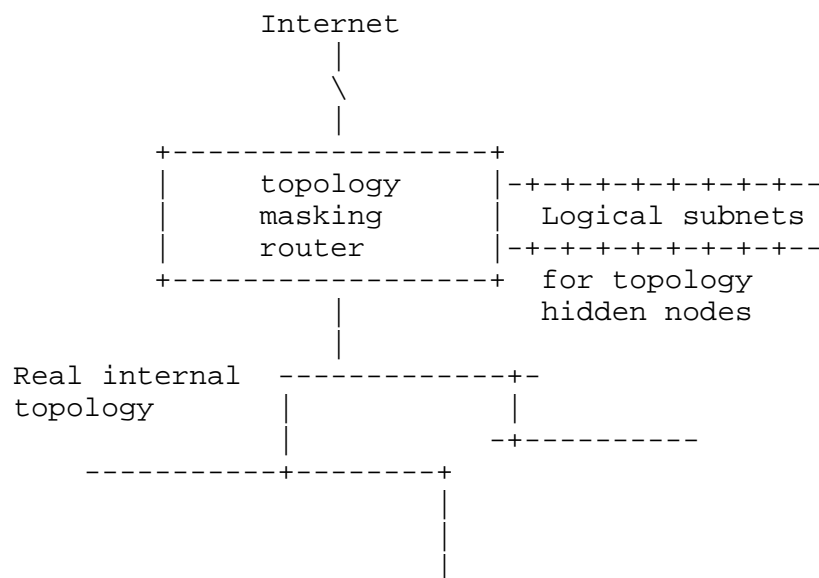 Internet
topology
masking
router
Logical subnets
for topology
hidden nodes
Real internal
topology